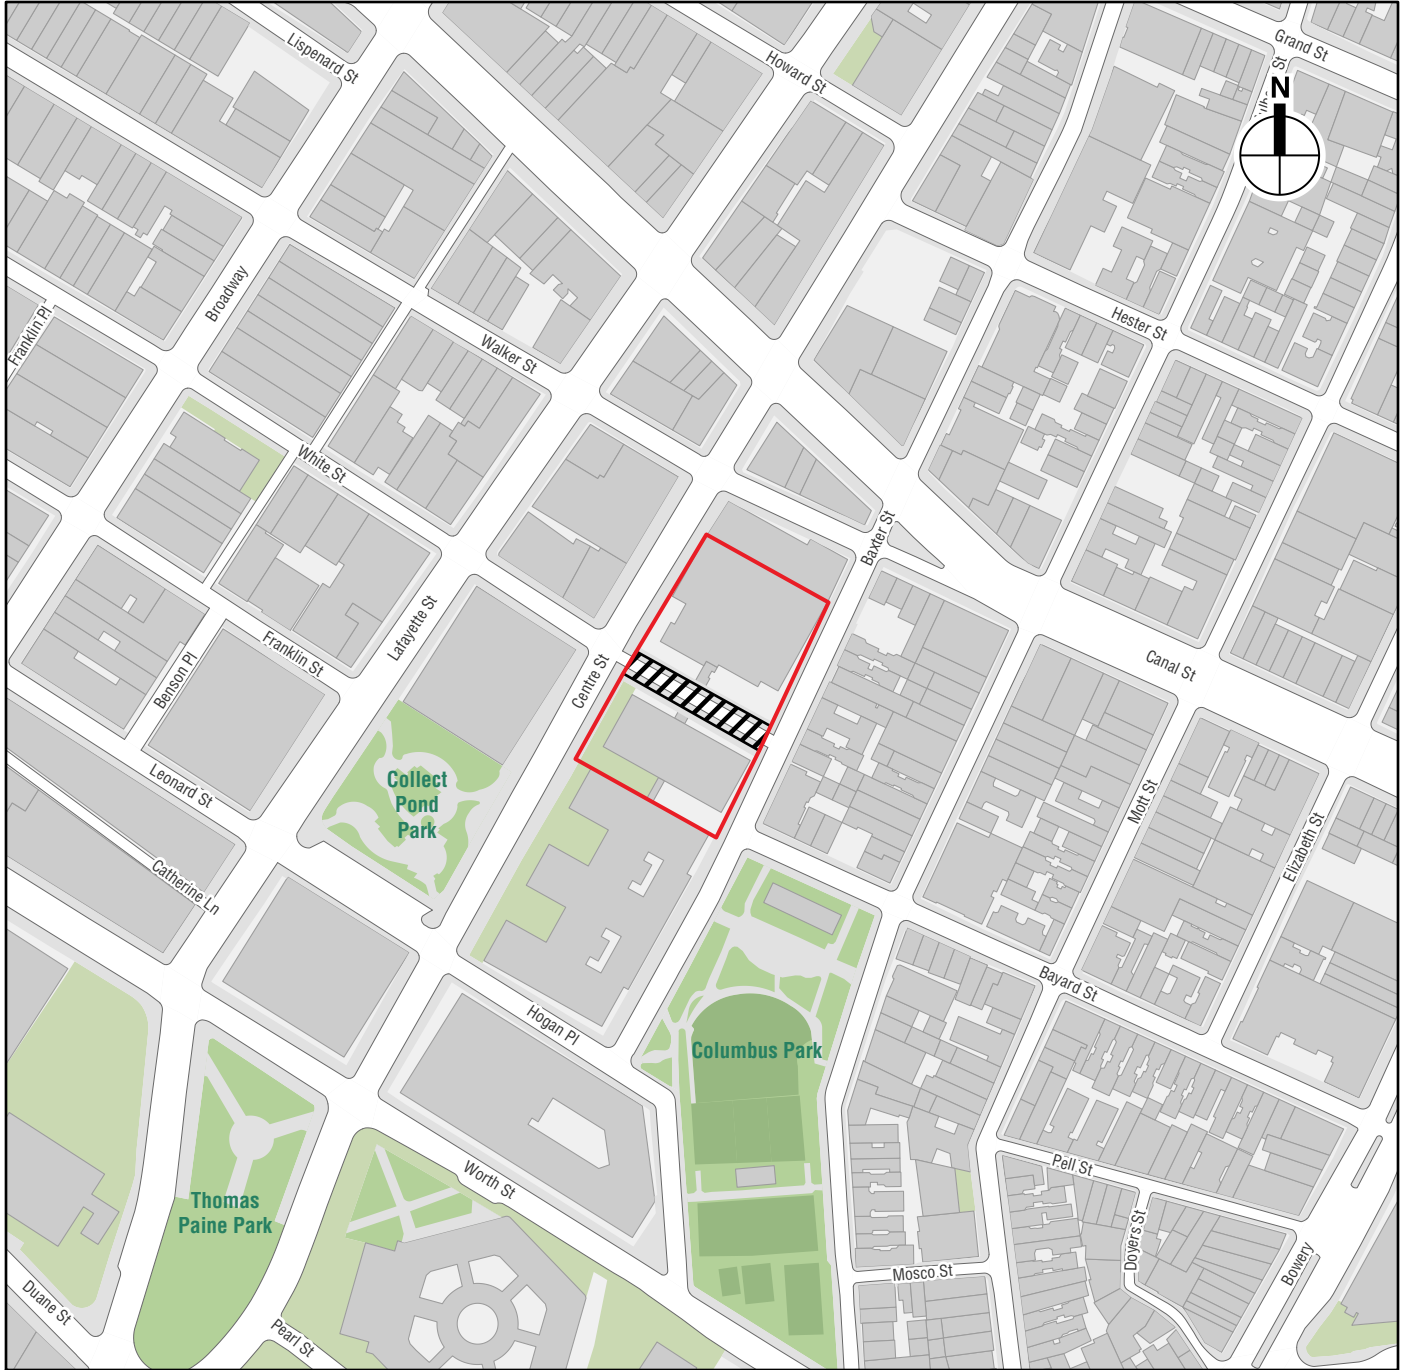 Lispenard St
Howard St
Grand St
St
N
Broadway
Franklin Pl
Walker St
Hester St
White St
Baxter St
Lafayette St
Franklin St
Benson Pl
Centre St
Canal St
Leonard St
Collect
Pond
Park
Mott St
Elizabeth St
Catherine Ln
Bayard St
Hogan Pl
Columbus Park
Worth St
Pell St
Thomas
Paine Park
Doyers St
Mosco St
Bowery
Duane St
Pearl St